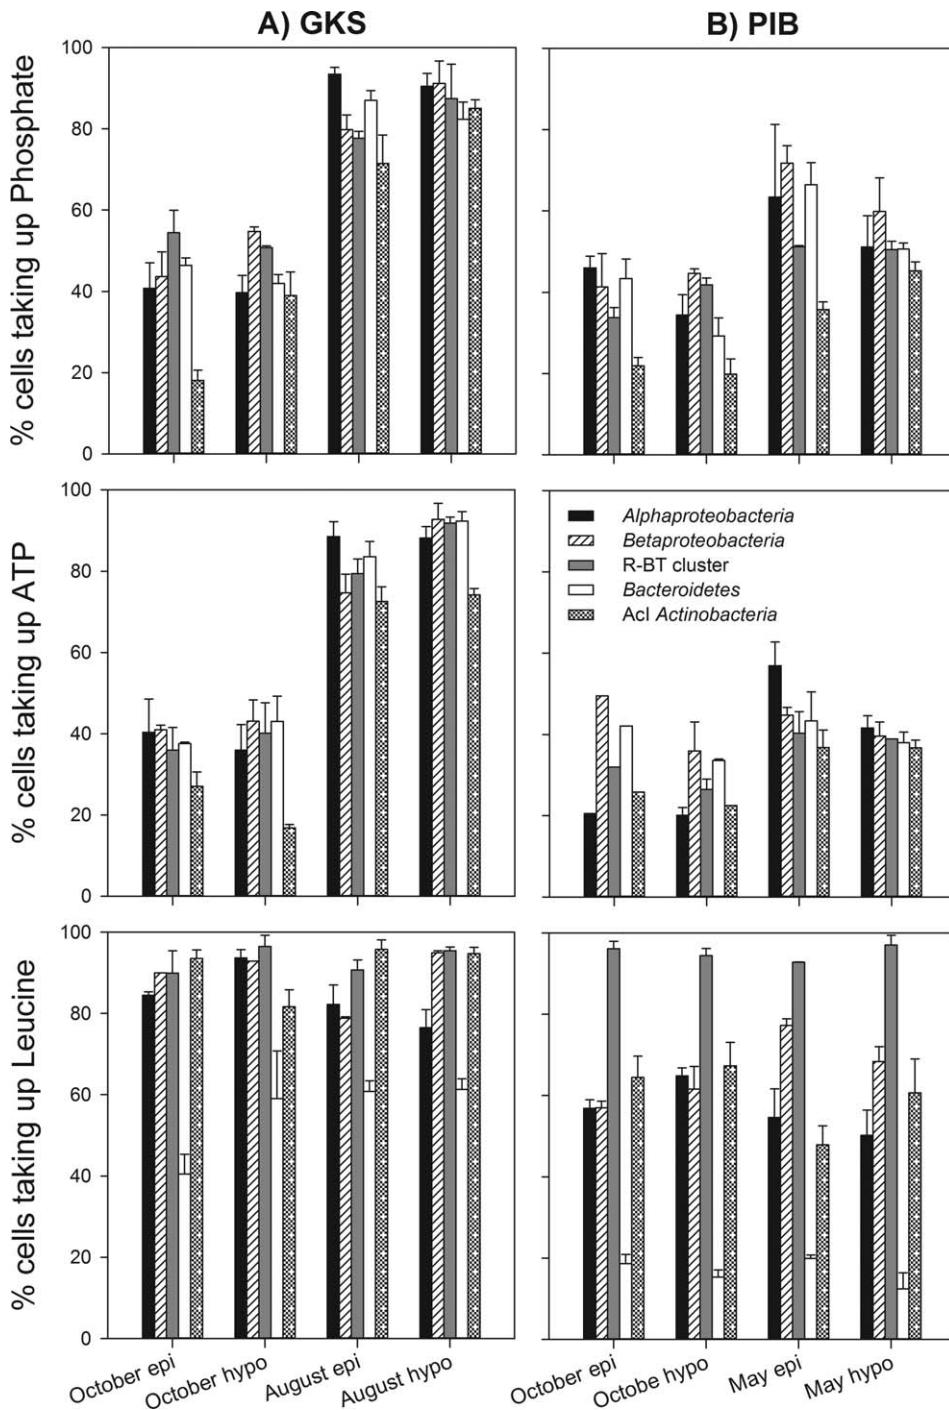 A) GKS
B) PIB
% cells taking up Phosphate
100
80
60
40
20
0
% cells taking up ATP
100
80
60
40
20
0
Alphaproteobacteria
Betaproteobacteria
R-BT cluster
Bacteroidetes
AcI Actinobacteria
% cells taking up Leucine
100
80
60
40
20
0
October epi
October hypo
August epi
August hypo
October epi
Octobe hypo
May epi
May hypo